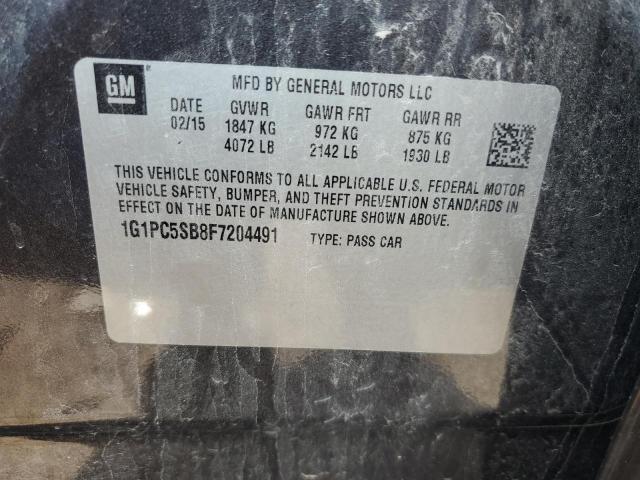 GM
MFD BY GENERAL MOTORS LLC
DATE GVWR GAWR FRT GAWR RR
02/15 1847 KG 972 KG 875 KG
4072 LB 2142 LB 1930 LB
THIS VEHICLE CONFORMS TO ALL APPLICABLE U.S. FEDERAL MOTOR
VEHICLE SAFETY, BUMPER, AND THEFT PREVENTION STANDARDS IN
EFFECT ON THE DATE OF MANUFACTURE SHOWN ABOVE.
1G1PC5SB8F7204491 TYPE: PASS CAR